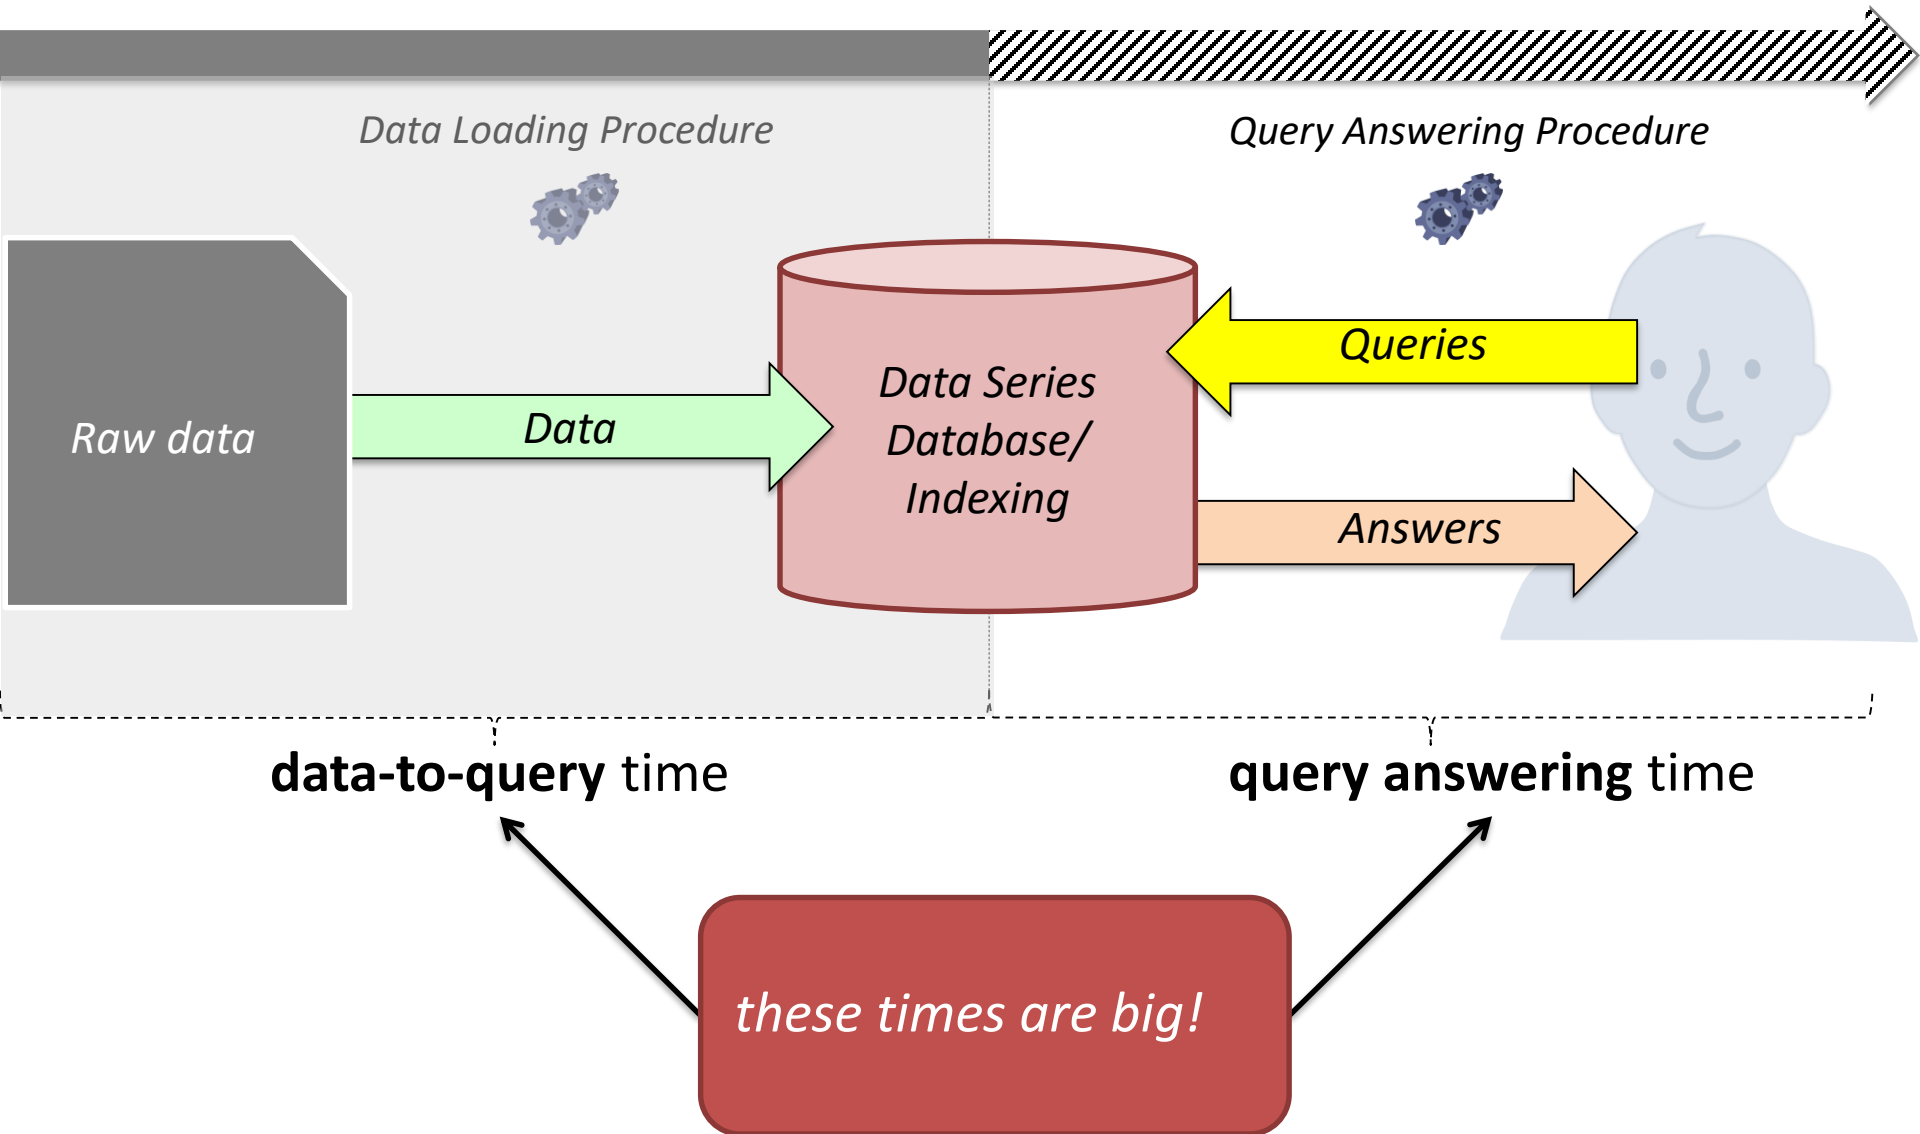 Data Loading Procedure
Query Answering Procedure
Raw data
Data
Data Series
Database/
Indexing
Queries
Answers
data-to-query time
query answering time
these times are big!